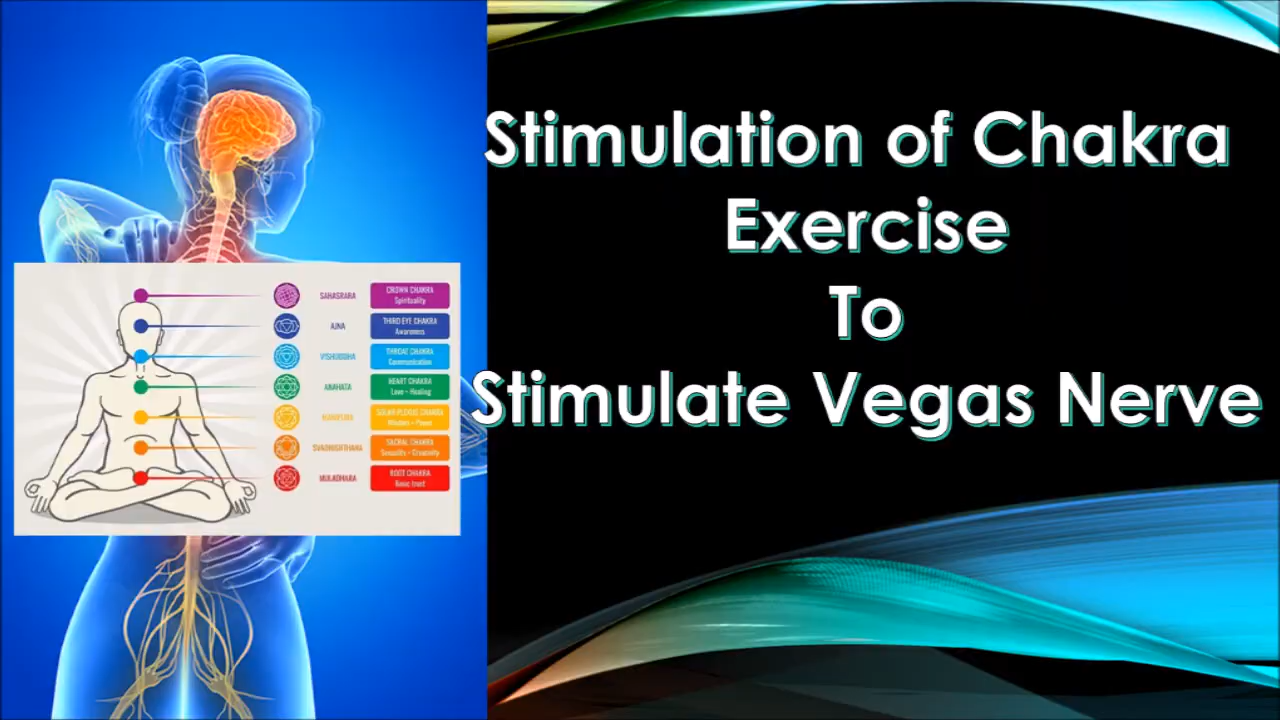 Stimulation of Chakra
Exercise
To
Stimulate Vegas Nerve
SAHASRARA
CROWN CHAKRA
Spirituality
AJNA
THIRD EYE CHAKRA
Awareness
VISHUDDHA
THROAT CHAKRA
Communication
ANAHATA
HEART CHAKRA
Love - Healing
SOLAR PLEXUS CHAKRA
Wisdom - Power
SACRAL CHAKRA
Sexuality - Creativity
MULADHARA
ROOT CHAKRA
Basic trust